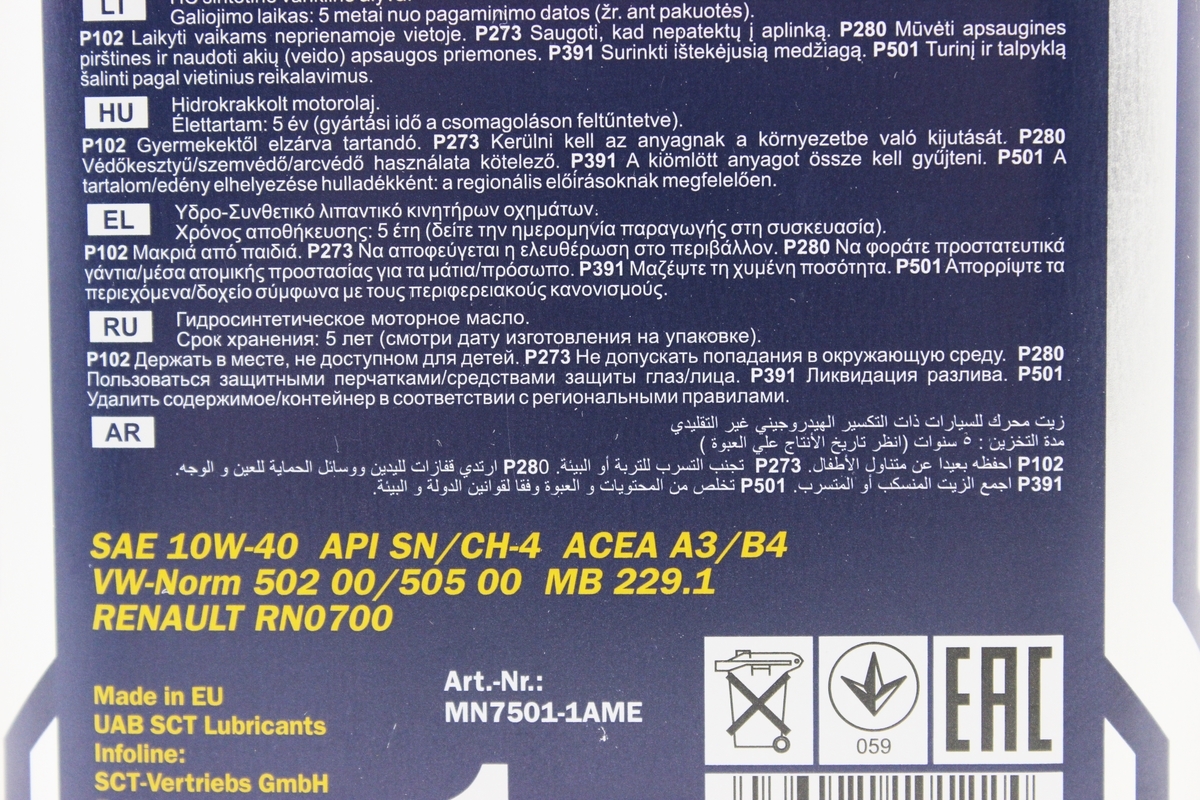 LT
Galiojimo laikas: 5 metai nuo pagaminimo datos (žr. ant pakuotės).
P102 Laikyti vaikams neprienamoje vietoje. P273 Saugoti, kad nepatektų į aplinką. P280 Mūvėti apsaugines
pirštines ir naudoti akių (veido) apsaugos priemones. P391 Surinkti ištekėjusią medžiagą. P501 Turinį ir talpyklą
šalinti pagal vietinius reikalavimus.
HU
Hidrokrakkolt motorolaj.
Élettartam: 5 év (gyártási idő a csomagoláson feltűntetve).
P102 Gyermekektől elzárva tartandó. P273 Kerülni kell az anyagnak a környezetbe való kijutását. P280
Védőkesztyű/szemvédő/arcvédő használata kötelező. P391 A kiömlött anyagot össze kell gyűjteni. P501 A
tartalom/edény elhelyezése hulladékként: a regionális előírásoknak megfelelően.
EL
Υδρο-Συνθετικό λιπαντικό κινητήρων οχημάτων.
Χρόνος αποθήκευσης: 5 έτη (δείτε την ημερομηνία παραγωγής στη συσκευασία).
P102 Μακριά από παιδιά. P273 Να αποφεύγεται η ελευθέρωση στο περιβάλλον. P280 Να φοράτε προστατευτικά
γάντια/μέσα ατομικής προστασίας για τα μάτια/πρόσωπο. P391 Μαζέψτε τη χυμένη ποσότητα. P501 Απορρίψτε τα
περιεχόμενα/δοχείο σύμφωνα με τους περιφερειακούς κανονισμούς.
RU
Гидросинтетическое моторное масло.
Срок хранения: 5 лет (смотри дату изготовления на упаковке).
P102 Держать в месте, не доступном для детей. P273 Не допускать попадания в окружающую среду. P280
Пользоваться защитными перчатками/средствами защиты глаз/лица. P391 Ликвидация разлива. P501
Удалить содержимое/контейнер в соответствии с региональными правилами.
AR
زيت محرك للسيارات ذات التكسير الهيدروجيني غير التقليدي
مدة التخزين : ٥ سنوات (انظر تاريخ الأنتاج علي العبوة )
P102 احفظه بعيدا عن متناول الأطفال. P273 تجنب التسرب للتربة أو البيئة. P280 ارتدي قفازات لليدين ووسائل الحماية للعين و الوجه.
P391 اجمع الزيت المنسكب أو المتسرب. P501 تخلص من المحتويات و العبوة وفقا لقوانين الدولة و البيئة.
SAE 10W-40 API SN/CH-4 ACEA A3/B4
VW-Norm 502 00/505 00 MB 229.1
RENAULT RN0700
Made in EU
UAB SCT Lubricants
Infoline:
SCT-Vertriebs GmbH
Art.-Nr.:
MN7501-1AME
059
EAC